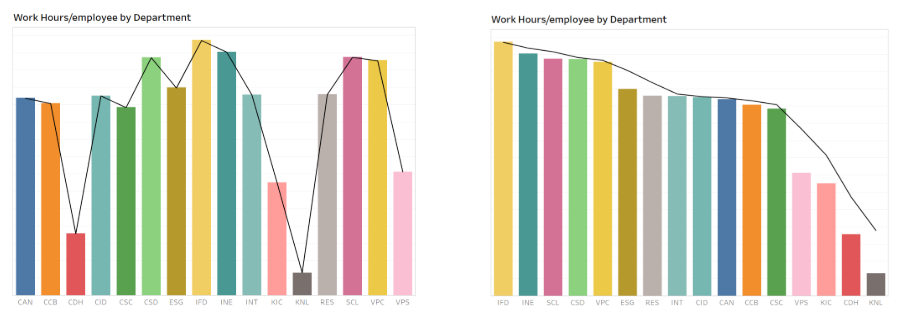 Work Hours/employee by Department
CAN CCB CDH CID CSC CSD ESG IFD INE INT KIC KNL RES SCL VPC VPS
Work Hours/employee by Department
IFD INE SCL CSD VPC ESG RES INT CID CAN CCB CSC VPS KIC CDH KNL